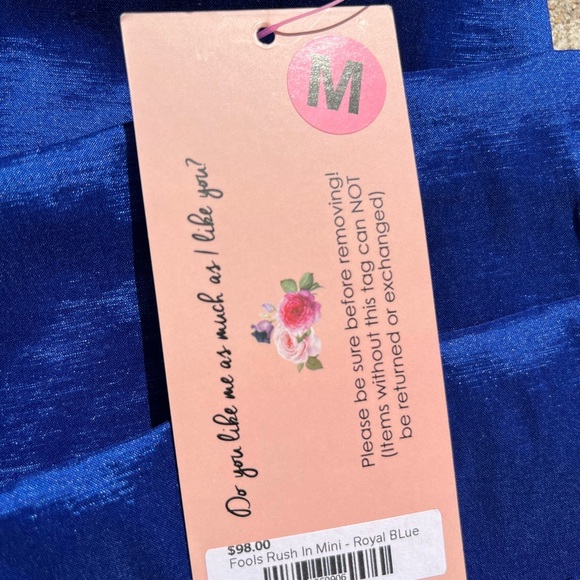 M
Do you like me as much as I like you?
Please be sure before removing!
(Items without this tag can NOT
be returned or exchanged)
$98.00
Fools Rush In Mini - Royal BLue